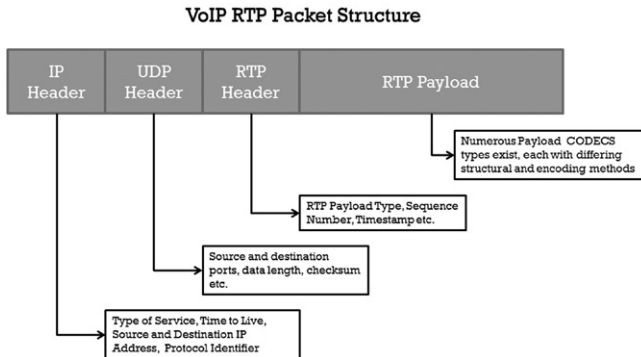 VoIP RTP Packet Structure
IP
Header
UDP
Header
RTP
Header
RTP Payload
Numerous Payload CODECS
types exist, each with differing
structural and encoding methods
RTP Payload Type, Sequence
Number, Timestamp etc.
Source and destination
ports, data length, checksum
etc.
Type of Service, Time to Live,
Source and Destination IP
Address, Protocol Identifier